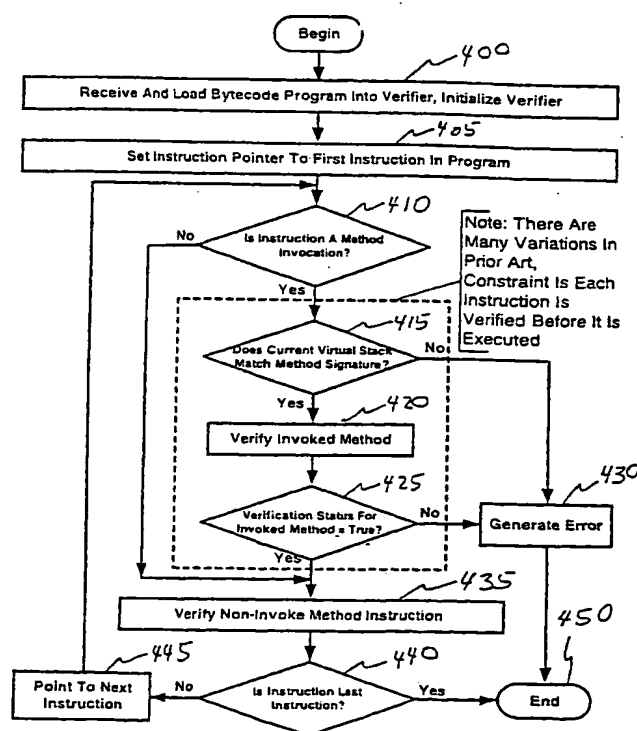 Begin
400
Receive And Load Bytecode Program Into Verifier, Initialize Verifier
405
Set Instruction Pointer To First Instruction In Program
410
No
Is Instruction A Method
Invocation?
Yes
Note: There Are
Many Variations In
Prior Art,
Constraint Is Each
Instruction Is
Verified Before It Is
Executed
415
Does Current Virtual Stack
Match Method Signature?
No
Yes
420
Verify Invoked Method
425
Verification Status For
Invoked Method = True?
No
Yes
430
Generate Error
435
Verify Non-Invoke Method Instruction
450
445
Point To Next
Instruction
No
440
Is Instruction Last
Instruction?
Yes
End